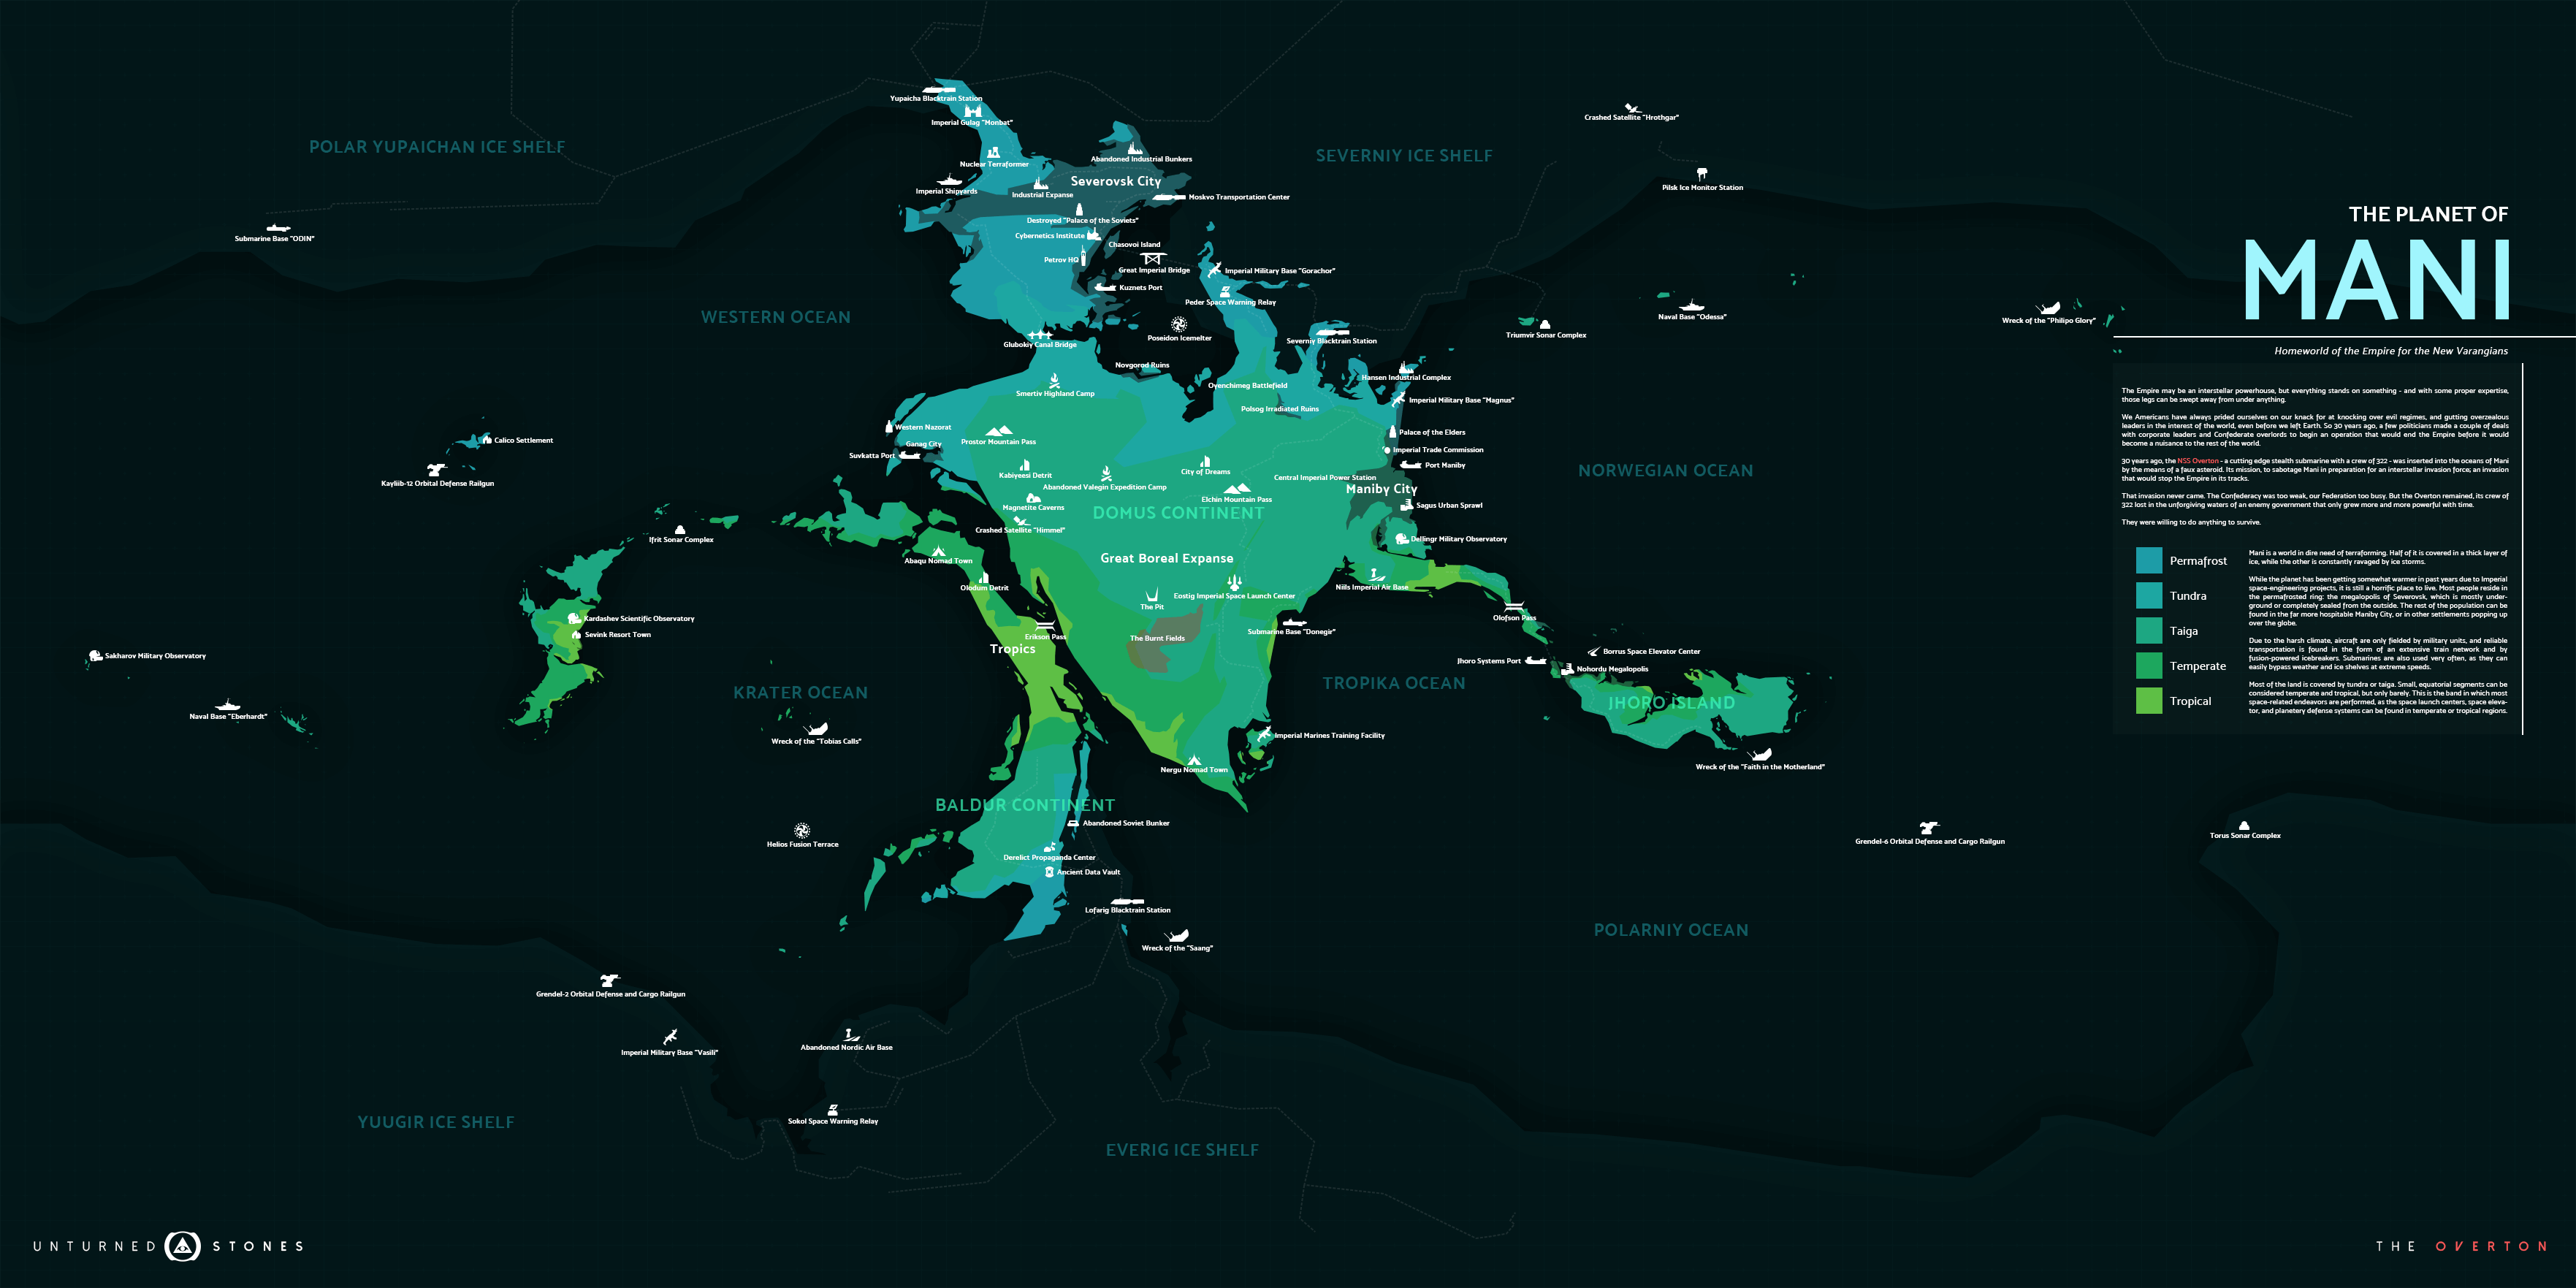 Yupaicha Blacktrain Station
Imperial Gulag "Monbat"
Crashed Satellite "Hrothgar"
POLAR YUPAICHAN ICE SHELF
SEVERNIY ICE SHELF
Nuclear Terraformer
Abandoned Industrial Bunkers
Severovsk City
Imperial Shipyards
Industrial Expanse
Moskvo Transportation Center
Pilsk Ice Monitor Station
Destroyed "Palace of the Soviets"
Submarine Base "ODIN"
Cybernetics Institute
Chasovoi Island
Petrov HQ
Great Imperial Bridge
Imperial Military Base "Gorachor"
Kuznets Port
Peder Space Warning Relay
WESTERN OCEAN
Poseidon Icemelter
Glubokiy Canal Bridge
Severniy Blacktrain Station
Triumvir Sonar Complex
Naval Base "Odessa"
Wreck of the "Philipo Glory"
Novgorod Ruins
Hansen Industrial Complex
Smertiv Highland Camp
Ovenchimeg Battlefield
Polsog Irradiated Ruins
Imperial Military Base "Magnus"
Western Nazorat
Ganag City
Suvkatta Port
Prostor Mountain Pass
Palace of the Elders
Imperial Trade Commission
Port Maniby
Calico Settlement
Kayliib-12 Orbital Defense Railgun
Kabiyeesi Detrit
Abandoned Valegin Expedition Camp
City of Dreams
Central Imperial Power Station
Maniby City
Elchin Mountain Pass
NORWEGIAN OCEAN
Magnetite Caverns
DOMUS CONTINENT
Sagus Urban Sprawl
Crashed Satellite "Himmel"
Ifrit Sonar Complex
Dellingr Military Observatory
Abaqu Nomad Town
Great Boreal Expanse
Olodum Detrit
Niils Imperial Air Base
Eostig Imperial Space Launch Center
The Pit
Kardashev Scientific Observatory
Sevink Resort Town
Erikson Pass
The Burnt Fields
Submarine Base "Donegir"
Olofson Pass
Tropics
Sakharov Military Observatory
Borrus Space Elevator Center
Jhoro Systems Port
Nohordu Megalopolis
KRATER OCEAN
TROPIKA OCEAN
JHORO ISLAND
Naval Base "Eberhardt"
Wreck of the "Tobias Calls"
Imperial Marines Training Facility
Nergu Nomad Town
Wreck of the "Faith in the Motherland"
BALDUR CONTINENT
Abandoned Soviet Bunker
Helios Fusion Terrace
Derelict Propaganda Center
Ancient Data Vault
Grendel-6 Orbital Defense and Cargo Railgun
Torus Sonar Complex
Lofarig Blacktrain Station
Wreck of the "Saang"
POLARNIY OCEAN
Grendel-2 Orbital Defense and Cargo Railgun
Imperial Military Base "Vasili"
Abandoned Nordic Air Base
Sokol Space Warning Relay
YUUGIR ICE SHELF
EVERIG ICE SHELF
THE PLANET OF
MANI
Homeworld of the Empire for the New Varangians
The Empire may be an interstellar powerhouse, but everything stands on something - and with some proper expertise,
those legs can be swept away from under anything.
We Americans have always prided ourselves on our knack for at knocking over evil regimes, and gutting overzealous
leaders in the interest of the world, even before we left Earth. So 30 years ago, a few politicians made a couple of deals
with corporate leaders and Confederate overlords to begin an operation that would end the Empire before it would
become a nuisance to the rest of the world.
30 years ago, the NSS Overton - a cutting edge stealth submarine with a crew of 322 - was inserted into the oceans of Mani
by the means of a faux asteroid. Its mission, to sabotage Mani in preparation for an interstellar invasion force; an invasion
that would stop the Empire in its tracks.
That invasion never came. The Confederacy was too weak, our Federation too busy. But the Overton remained, its crew of
322 lost in the unforgiving waters of an enemy government that only grew more and more powerful with time.
They were willing to do anything to survive.
Permafrost
Tundra
Taiga
Temperate
Tropical
Mani is a world in dire need of terraforming. Half of it is covered in a thick layer of
ice, while the other is constantly ravaged by ice storms.
While the planet has been getting somewhat warmer in past years due to Imperial
space-engineering projects, it is still a horrific place to live. Most people reside in
the permafrosted ring: the megalopolis of Severovsk, which is mostly under-
ground or completely sealed from the outside. The rest of the population can be
found in the far more hospitable Maniby City, or in other settlements popping up
over the globe.
Due to the harsh climate, aircraft are only fielded by military units, and reliable
transportation is found in the form of an extensive train network and by
fusion-powered icebreakers. Submarines are also used very often, as they can
easily bypass weather and ice shelves at extreme speeds.
Most of the land is covered by tundra or taiga. Small, equatorial segments can be
considered temperate and tropical, but only barely. This is the band in which most
space-related endeavors are performed, as the space launch centers, space eleva-
tor, and planetery defense systems can be found in temperate or tropical regions.
UNTURNED STONES
THE OVERTON